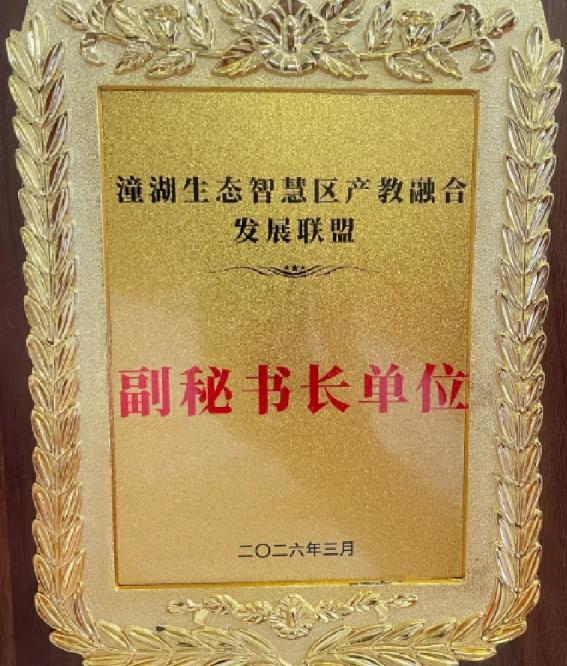 潼湖生态智慧区产教融合
发展联盟
副秘书长单位
二〇二六年三月